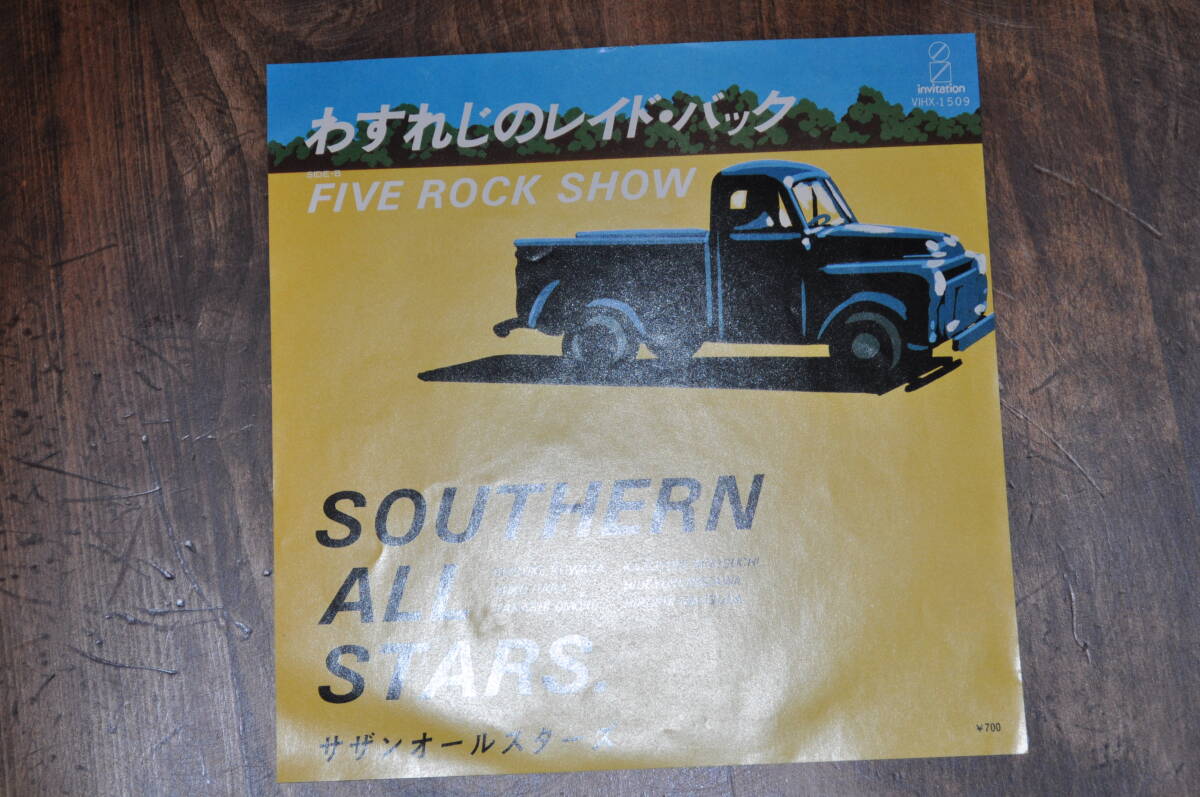 invitation
VIHX-1509
わすれじのレイド・バック
SIDE-B
FIVE ROCK SHOW
SOUTHERN
ALL
STARS.
サザンオールスターズ
¥700